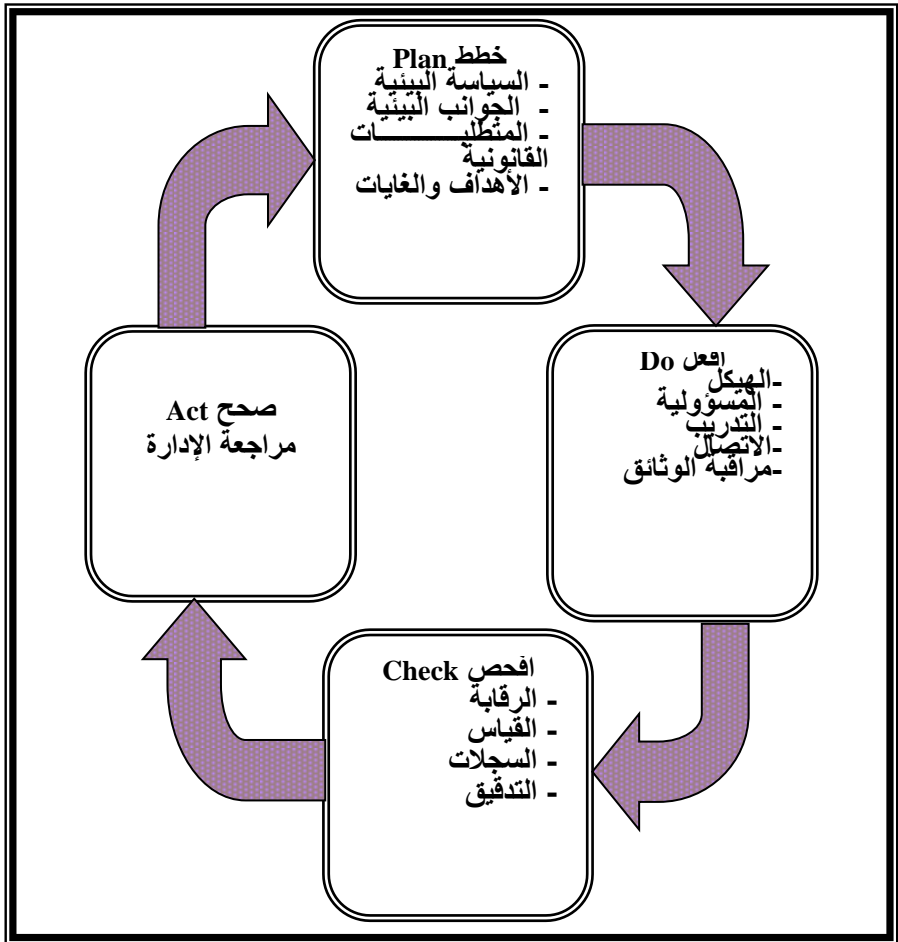 خطط Plan
- السياسة البيئية
- الجوانب البيئية
- المتطلبـــــــــات
القانونية
- الأهداف والغايات
افعل Do
-الهيكل
- المسؤولية
- التدريب
-الاتصال
-مراقبة الوثائق
افحص Check
- الرقابة
- القياس
- السجلات
- التدقيق
صحح Act
مراجعة الإدارة